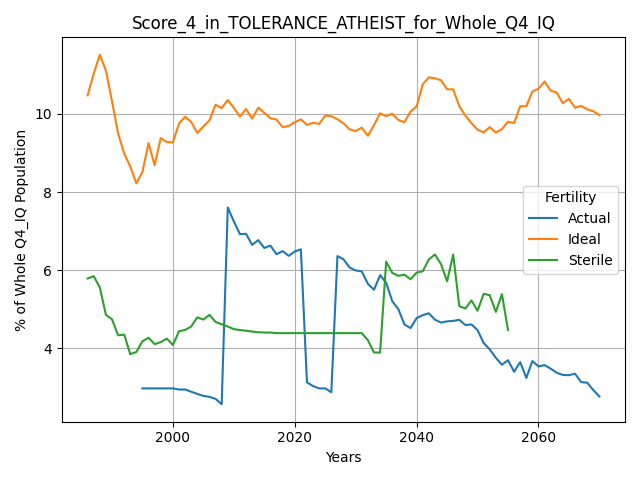 Score_4_in_TOLERANCE_ATHEIST_for_Whole_Q4_IQ
% of Whole Q4_IQ Population
10
8
6
4
Fertility
Actual
Ideal
Sterile
2000
2020
2040
2060
Years